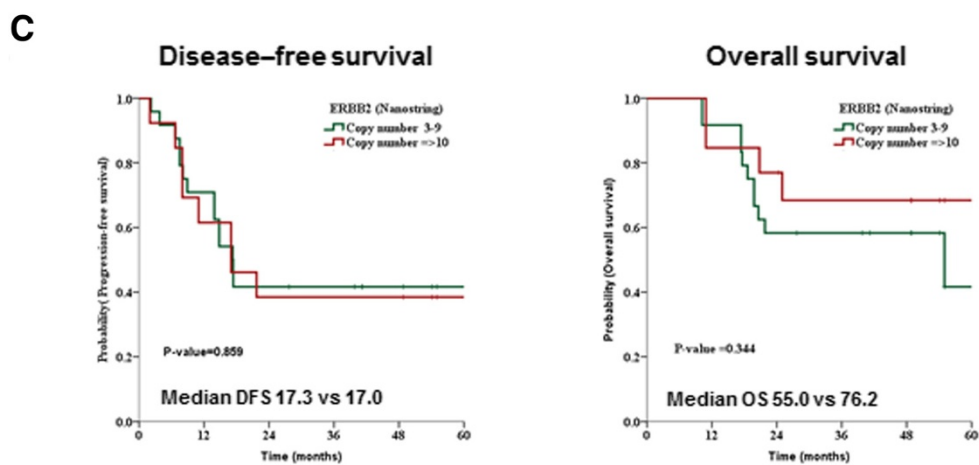 C
Disease–free survival
Overall survival
ERBB2 (Nanostring)
Copy number 3-9
Copy number =>10
Probability( Progression-free survival)
1.0
0.8
0.6
0.4
0.2
0.0
P-value=0.859
Median DFS 17.3 vs 17.0
0 12 24 36 48 60
Time (months)
ERBB2 (Nanostring)
Copy number 3-9
Copy number =>10
Probability (Overall survival)
1.0
0.8
0.6
0.4
0.2
0.0
P-value =0.344
Median OS 55.0 vs 76.2
0 12 24 36 48 60
Time (months)